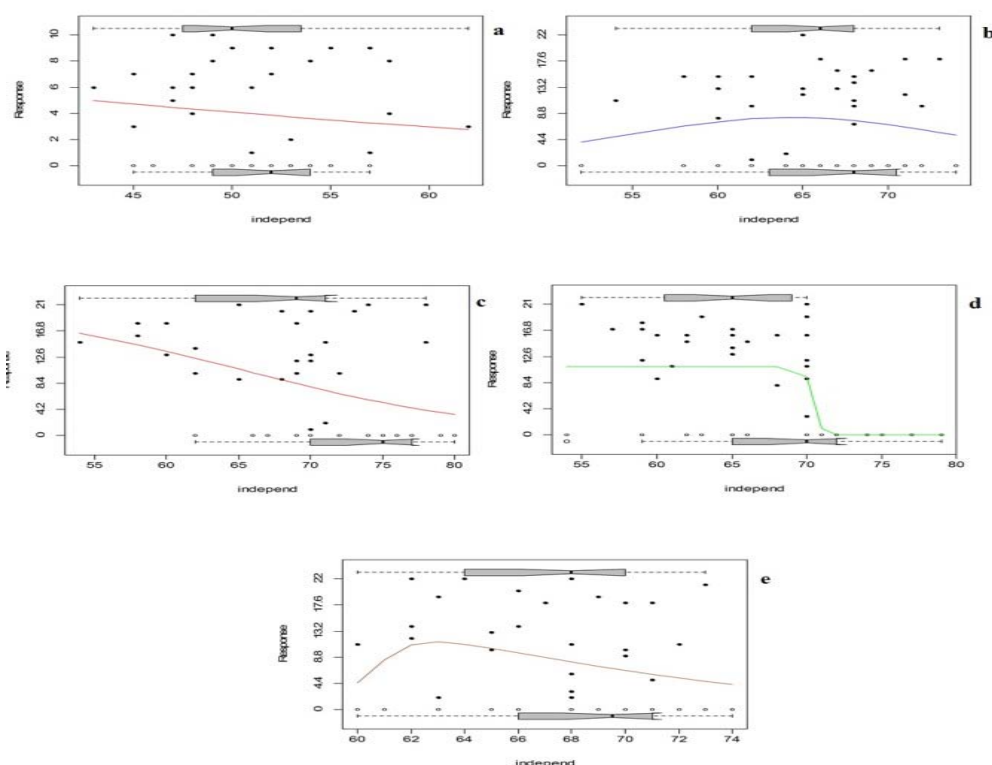 a
Response
10
8
6
4
2
0
45 50 55 60
independ
b
Response
22
17.6
13.2
8.8
4.4
0
55 60 65 70
independ
c
Response
21
16.8
12.6
8.4
4.2
0
55 60 65 70 75 80
independ
d
Response
21
16.8
12.6
8.4
4.2
0
55 60 65 70 75 80
independ
e
Response
22
17.6
13.2
8.8
4.4
0
60 62 64 66 68 70 72 74
independ